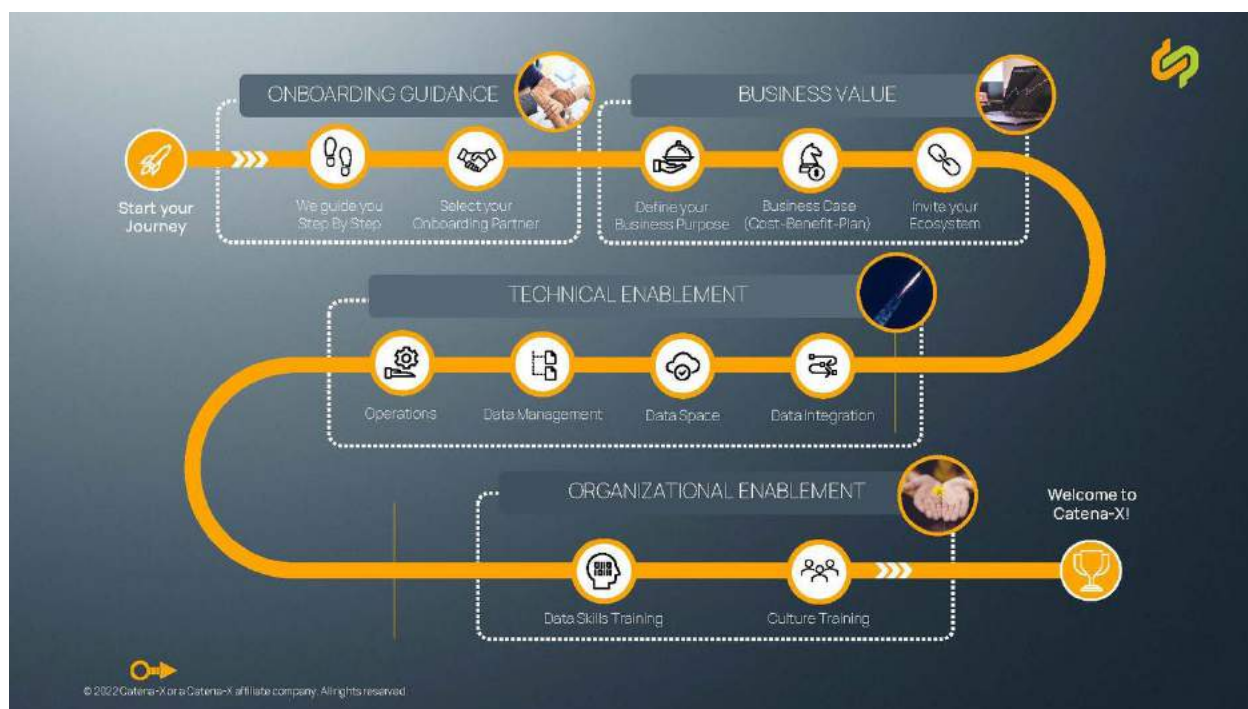 ONBOARDING GUIDANCE
BUSINESS VALUE
Start your
Journey
We guide you
Step By Step
Select your
Onboarding Partner
Define your
Business Purpose
Business Case
(Cost-Benefit-Plan)
Invite your
Ecosystem
TECHNICAL ENABLEMENT
Operations
Data Management
Data Space
Data Integration
ORGANIZATIONAL ENABLEMENT
Data Skills Training
Culture Training
Welcome to
Catena-X!
© 2022 Catena-X or a Catena-X affiliate company. All rights reserved